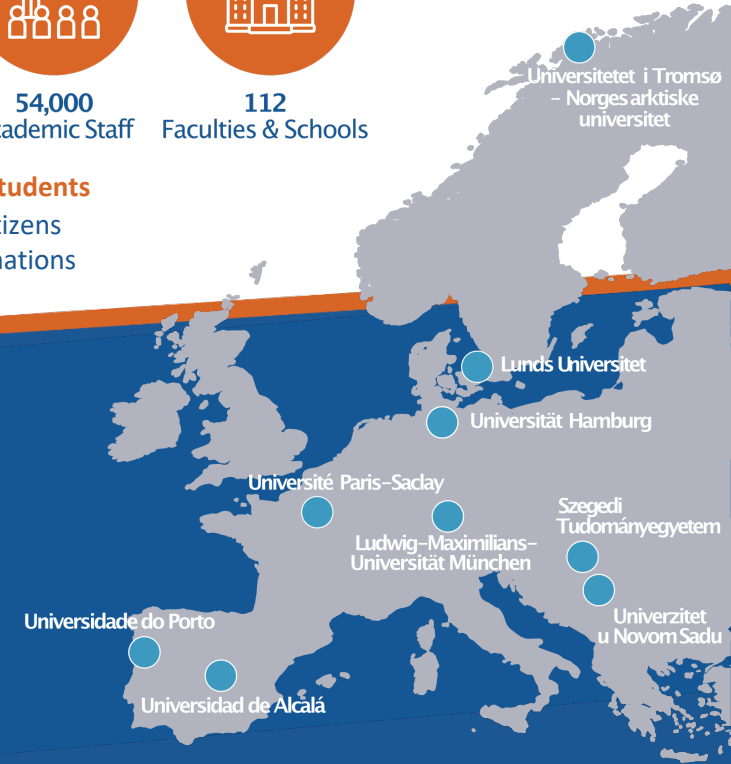 54,000
ademic Staff
112
Faculties & Schools
tudents
tizens
nations
Universitetet i Tromsø
– Norges arktiske
universitet
Lunds Universitet
Universität Hamburg
Université Paris–Saclay
Szegedi
Tudományegyetem
Ludwig–Maximilians–
Universität München
Univerzitet
u Novom Sadu
Universidade do Porto
Universidad de Alcalá